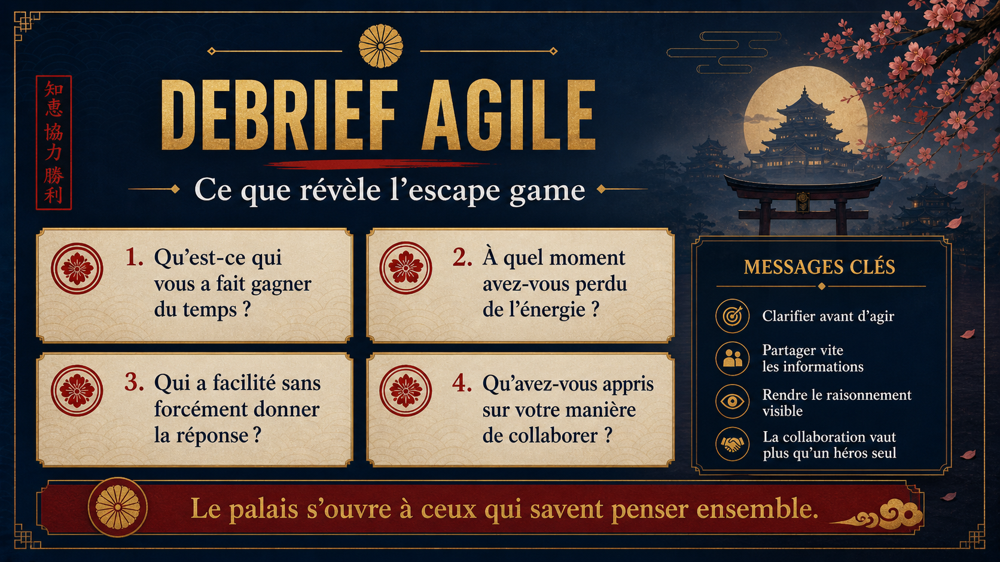 知恵協力勝利
DEBRIEF AGILE
Ce que révèle l’escape game
1. Qu’est-ce qui
vous a fait gagner
du temps ?
2. À quel moment
avez-vous perdu
de l’énergie ?
3. Qui a facilité sans
forcément donner
la réponse ?
4. Qu’avez-vous appris
sur votre manière
de collaborer ?
MESSAGES CLÉS
Clarifier avant d’agir
Partager vite
les informations
Rendre le raisonnement
visible
La collaboration vaut
plus qu’un héros seul
Le palais s’ouvre à ceux qui savent penser ensemble.